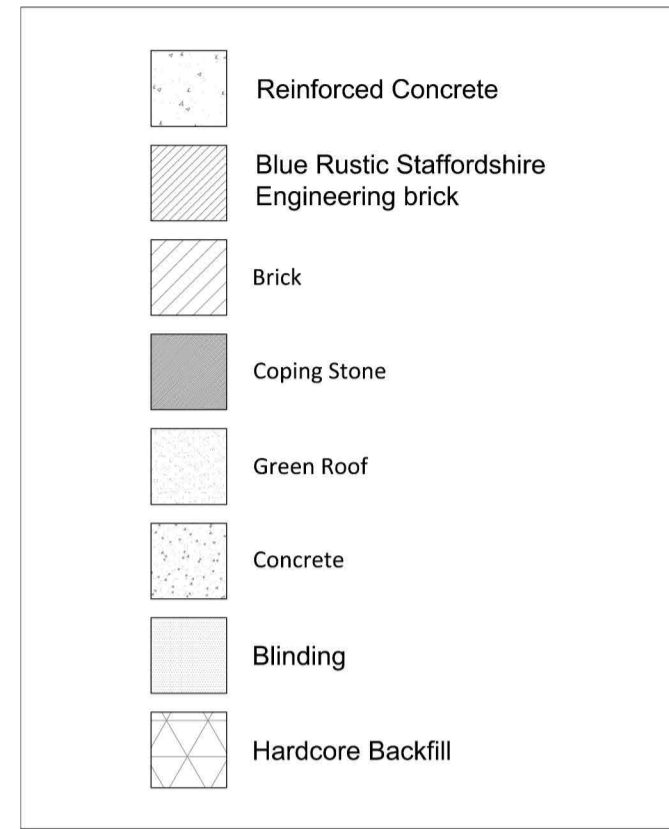 Reinforced Concrete
Blue Rustic Staffordshire
Engineering brick
Brick
Coping Stone
Green Roof
Concrete
Blinding
Hardcore Backfill